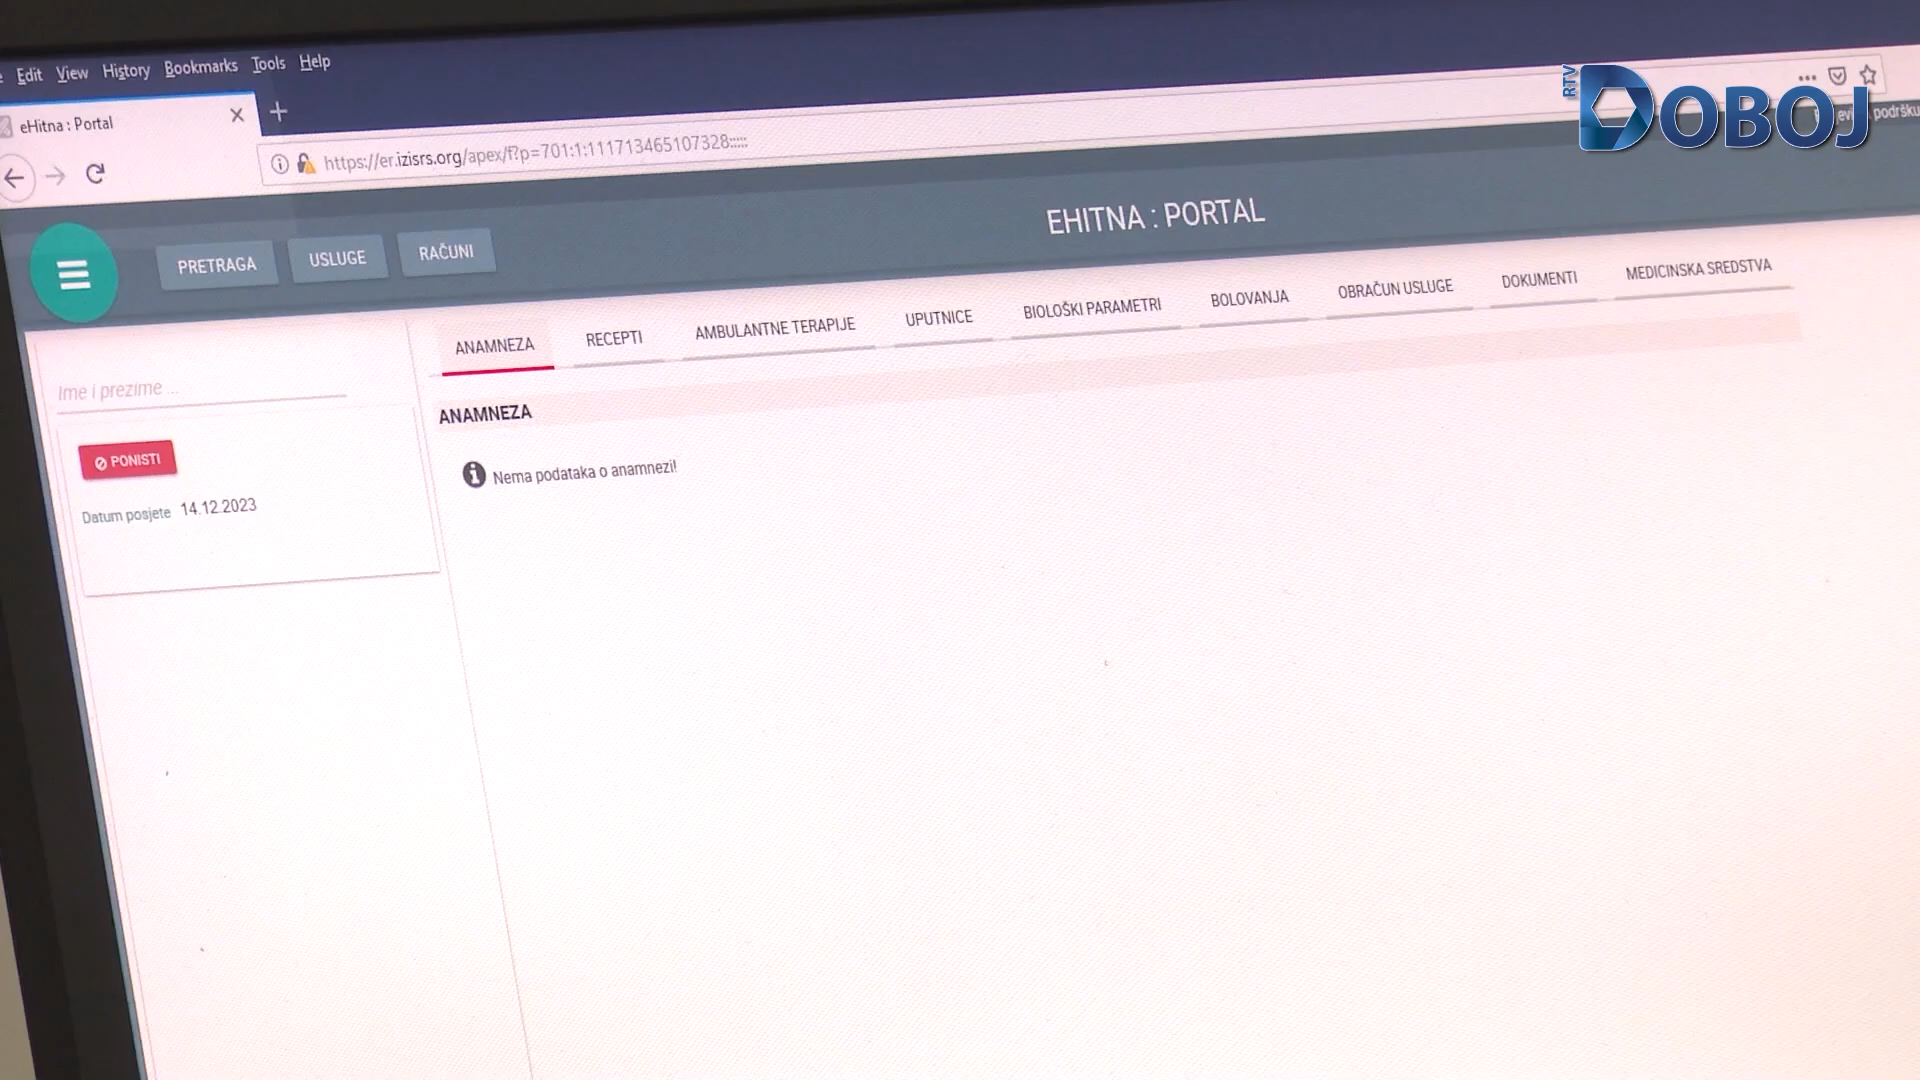 Edit View History Bookmarks Tools Help
eHitna : Portal
https://er.izisrs.org/apex/f?p=701:1:111713465107328:::::
RTV DOBOJ
podršku
PRETRAGA USLUGE RAČUNI
EHITNA : PORTAL
ANAMNEZA RECEPTI AMBULANTNE TERAPIJE UPUTNICE BIOLOŠKI PARAMETRI BOLOVANJA OBRAČUN USLUGE DOKUMENTI MEDICINSKA SREDSTVA
Ime i prezime ...
PONISTI
Datum posjete 14.12.2023
ANAMNEZA
Nema podataka o anamnezi!